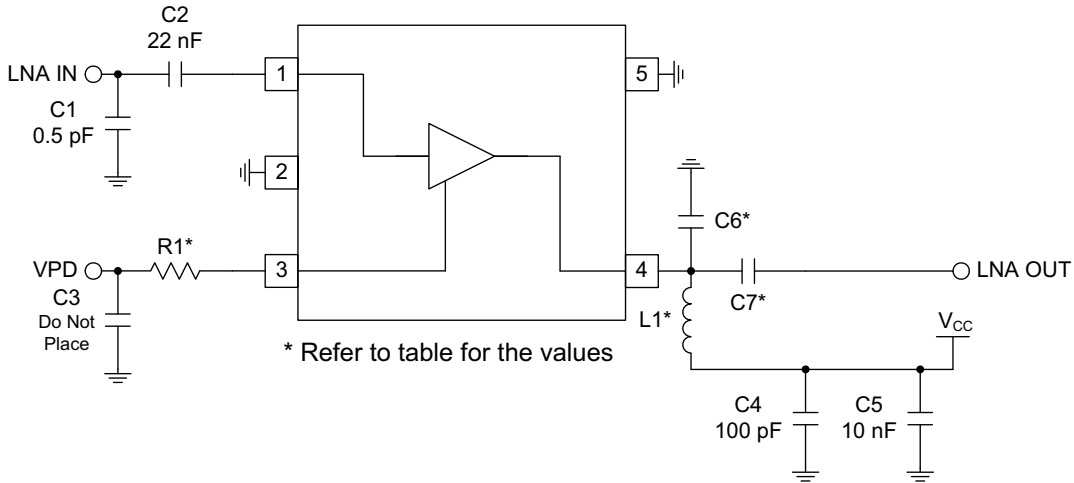 C2
22 nF
LNA IN
1
5
C1
0.5 pF
2
C6*
R1*
VPD
3
4
LNA OUT
C3
Do Not
Place
C7*
L1*
VCC
* Refer to table for the values
C4
100 pF
C5
10 nF